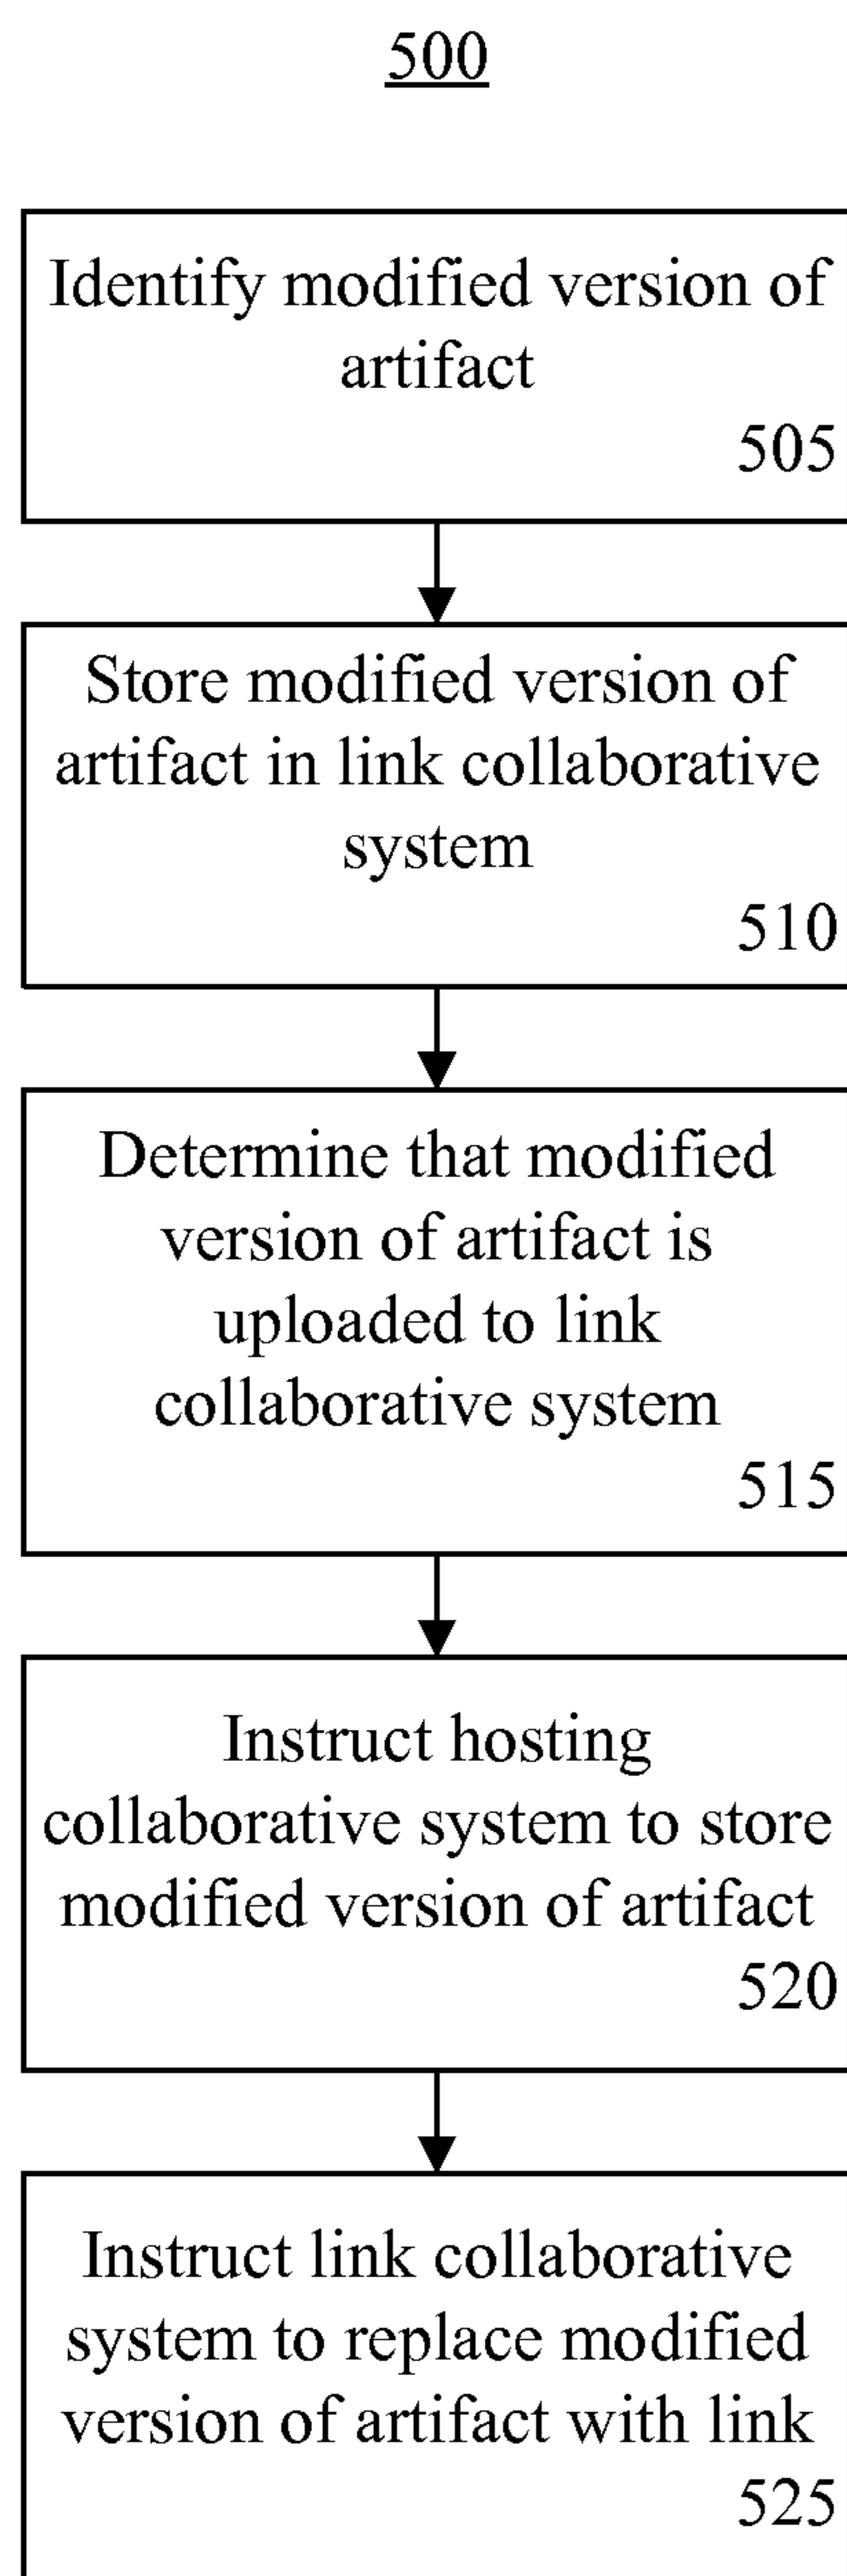 500
Identify modified version of
artifact
505
Store modified version of
artifact in link collaborative
system
510
Determine that modified
version of artifact is
uploaded to link
collaborative system
515
Instruct hosting
collaborative system to store
modified version of artifact
520
Instruct link collaborative
system to replace modified
version of artifact with link
525